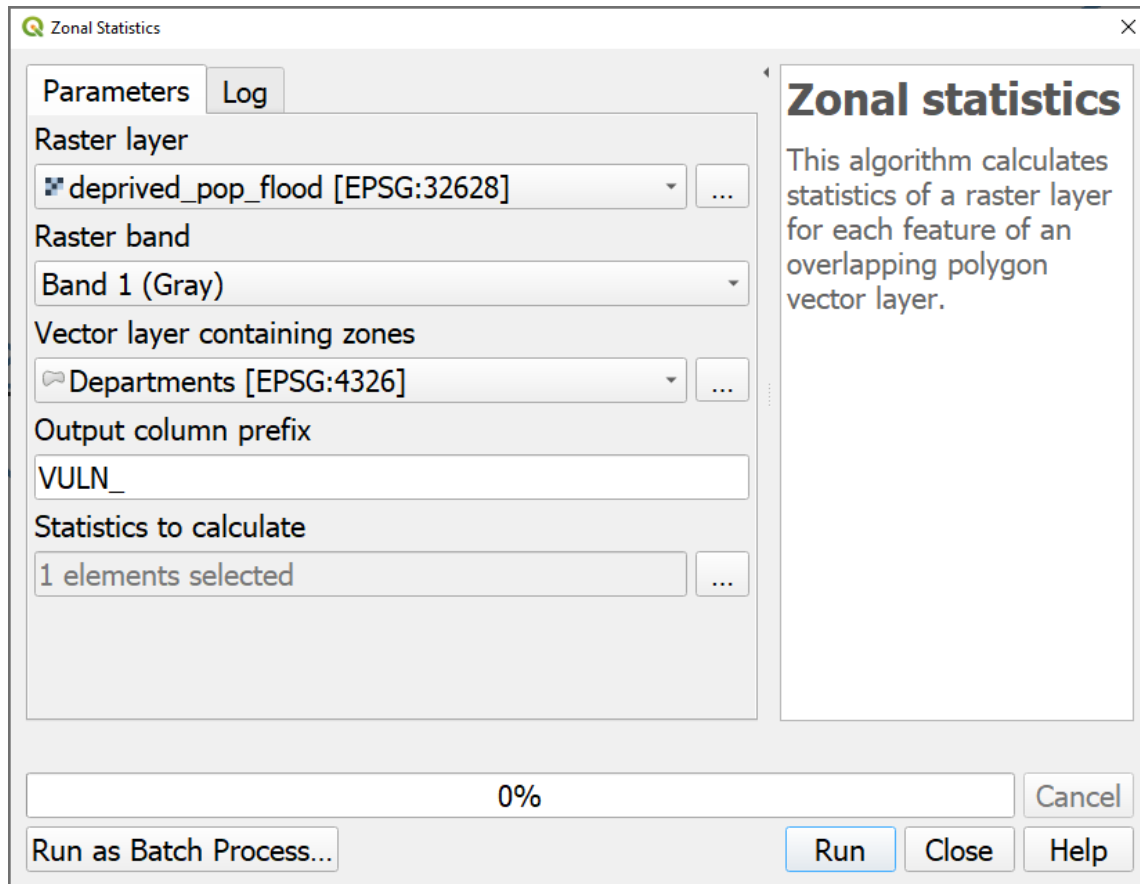 Zonal Statistics
Parameters
Log
Raster layer
deprived_pop_flood [EPSG:32628]
...
Raster band
Band 1 (Gray)
Vector layer containing zones
Departments [EPSG:4326]
...
Output column prefix
VULN_
Statistics to calculate
1 elements selected
...
Zonal statistics
This algorithm calculates
statistics of a raster layer
for each feature of an
overlapping polygon
vector layer.
0%
Cancel
Run as Batch Process...
Run
Close
Help